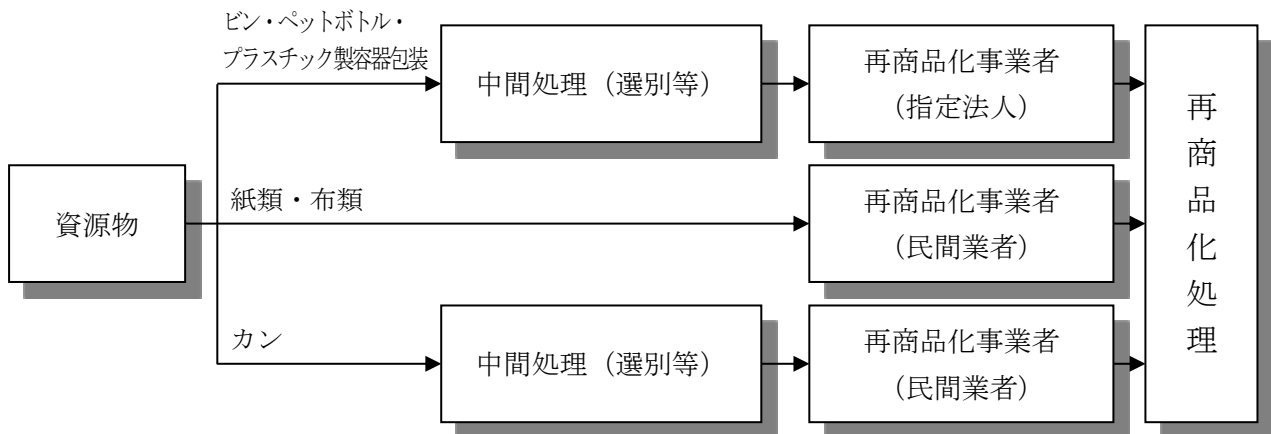 ビン・ペットボトル・
プラスチック製容器包装
中間処理（選別等）
再商品化事業者
（指定法人）
資源物
紙類・布類
再商品化事業者
（民間業者）
カン
中間処理（選別等）
再商品化事業者
（民間業者）
再商品化処理